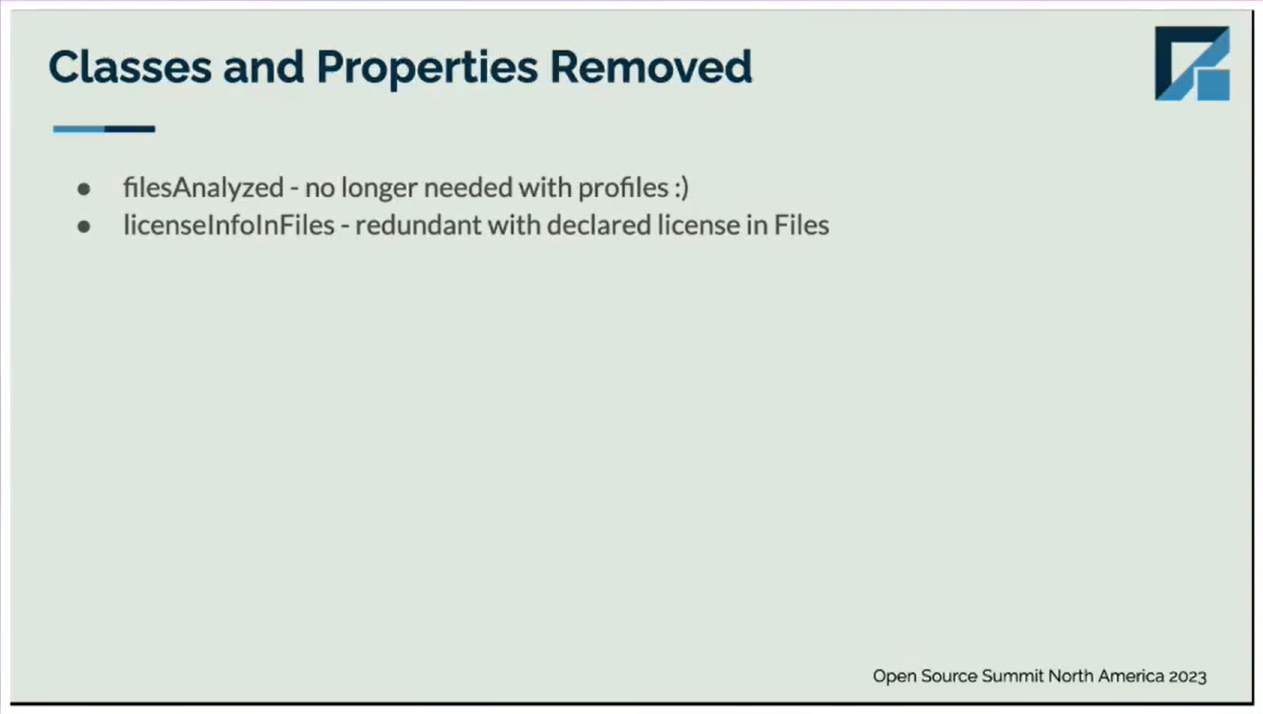 Classes and Properties Removed
● filesAnalyzed - no longer needed with profiles :)
● licenseInfoInFiles - redundant with declared license in Files
Open Source Summit North America 2023